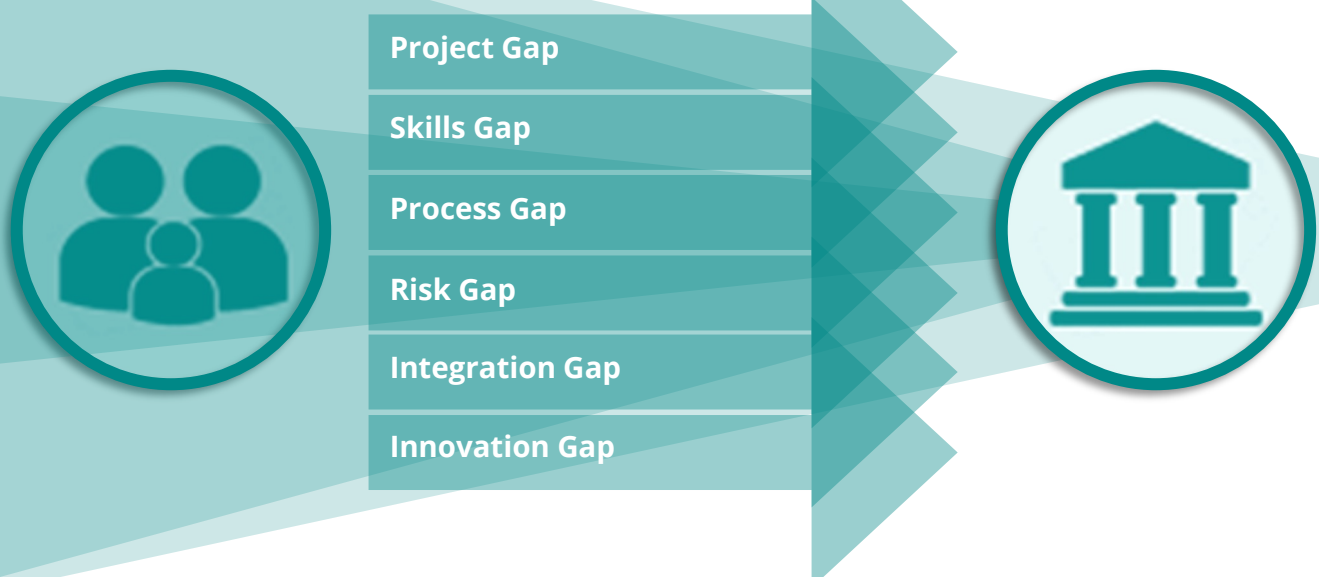 Project Gap
Skills Gap
Process Gap
Risk Gap
Integration Gap
Innovation Gap